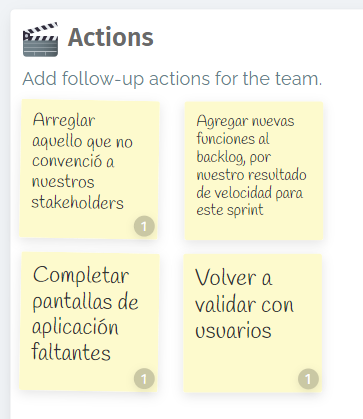 Actions
Add follow-up actions for the team.
Arreglar
aquello que no
convenció a
nuestros
stakeholders
1
Agregar nuevas
funciones al
backlog, por
nuestro resultado
de velocidad para
este sprint
Completar
pantallas de
aplicación
faltantes
1
Volver a
validar con
usuarios
1